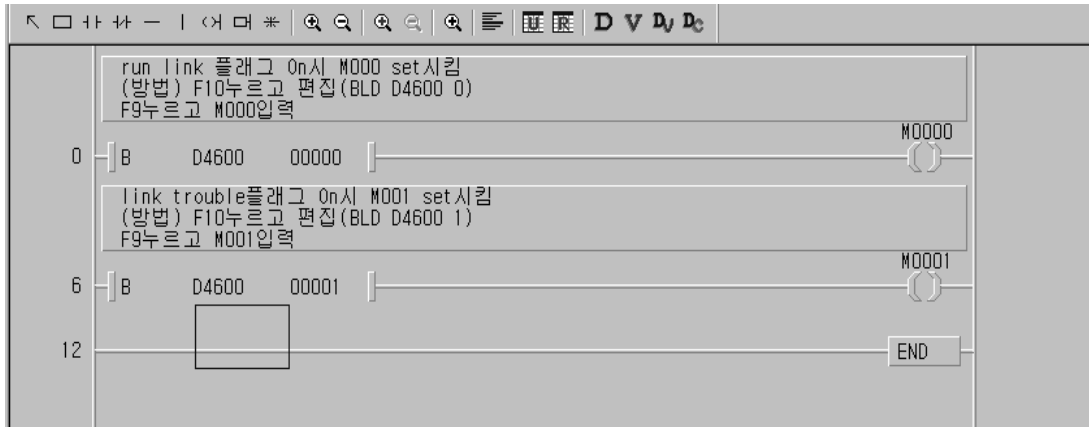 U R D V DV DC
run link 플래그 On시 M000 set시킴
(방법) F10누르고 편집(BLD D4600 0)
F9누르고 M000입력
M0000
0 B D4600 00000 ( )
link trouble플래그 On시 M001 set시킴
(방법) F10누르고 편집(BLD D4600 1)
F9누르고 M001입력
M0001
6 B D4600 00001 ( )
12 END